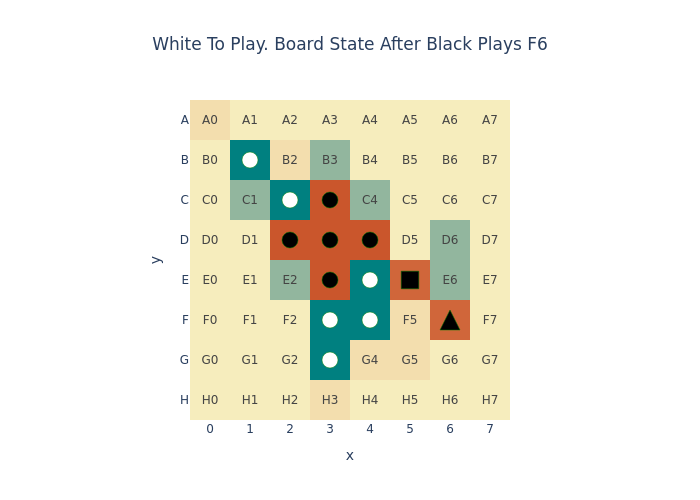 White To Play. Board State After Black Plays F6
A A0 A1 A2 A3 A4 A5 A6 A7
B B0 B2 B3 B4 B5 B6 B7
C C0 C1 C4 C5 C6 C7
D D0 D1 D5 D6 D7
y
E E0 E1 E2 E6 E7
F F0 F1 F2 F5 F7
G G0 G1 G2 G4 G5 G6 G7
H H0 H1 H2 H3 H4 H5 H6 H7
0 1 2 3 4 5 6 7
x